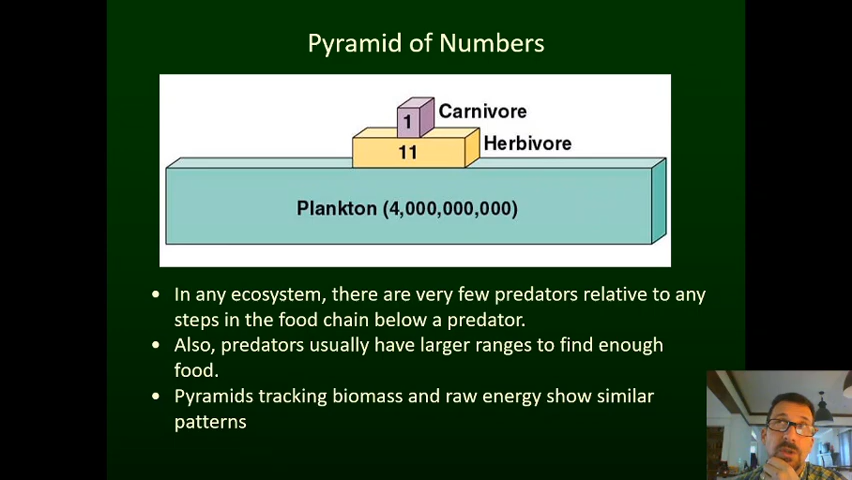 Pyramid of Numbers
1
Carnivore
11
Herbivore
Plankton (4,000,000,000)
• In any ecosystem, there are very few predators relative to any
steps in the food chain below a predator.
• Also, predators usually have larger ranges to find enough
food.
• Pyramids tracking biomass and raw energy show similar
patterns